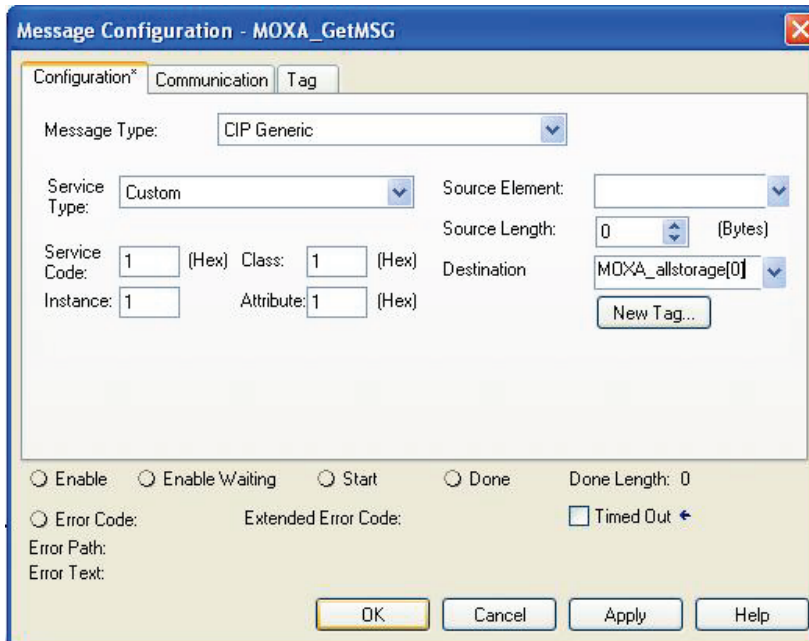 Message Configuration - MOXA_GetMSG
Configuration* Communication Tag
Message Type: CIP Generic
Service Type: Custom
Source Element:
Source Length: 0 (Bytes)
Service Code: 1 (Hex) Class: 1 (Hex)
Destination MOXA_allstorage[0]
Instance: 1 Attribute: 1 (Hex)
New Tag...
Enable Enable Waiting Start Done Done Length: 0
Error Code: Extended Error Code: Timed Out
Error Path:
Error Text:
OK Cancel Apply Help